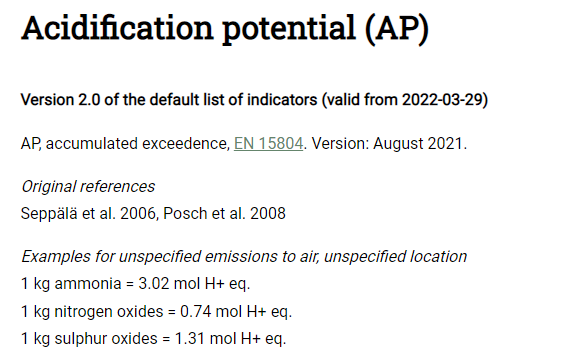 Acidification potential (AP)
Version 2.0 of the default list of indicators (valid from 2022-03-29)
AP, accumulated exceedence, EN 15804. Version: August 2021.
Original references
Seppälä et al. 2006, Posch et al. 2008
Examples for unspecified emissions to air, unspecified location
1 kg ammonia = 3.02 mol H+ eq.
1 kg nitrogen oxides = 0.74 mol H+ eq.
1 kg sulphur oxides = 1.31 mol H+ eq.